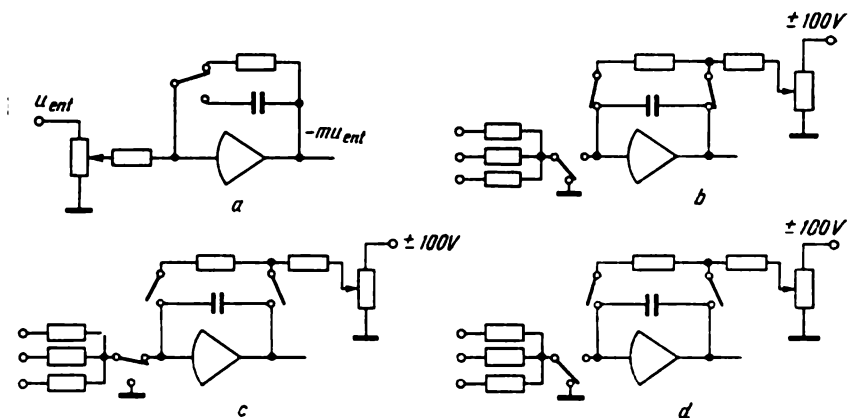 ± 100V
u_ent
-mu_ent
a
b
± 100V
± 100V
c
d